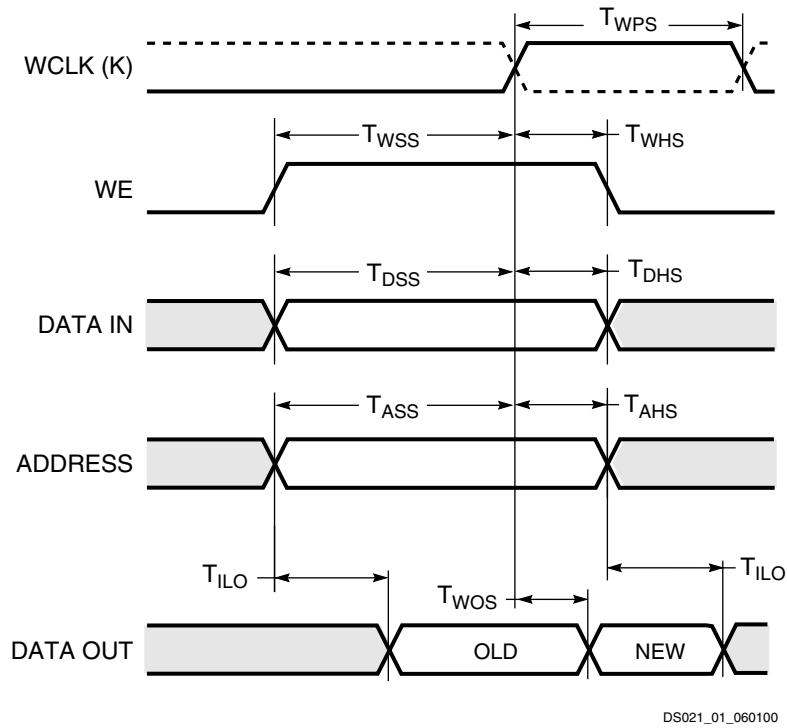 T_WPS
WCLK (K)
T_WSS T_WHS
WE
T_DSS T_DHS
DATA IN
T_ASS T_AHS
ADDRESS
T_ILO T_WOS T_ILO
DATA OUT OLD NEW
DS021_01_060100